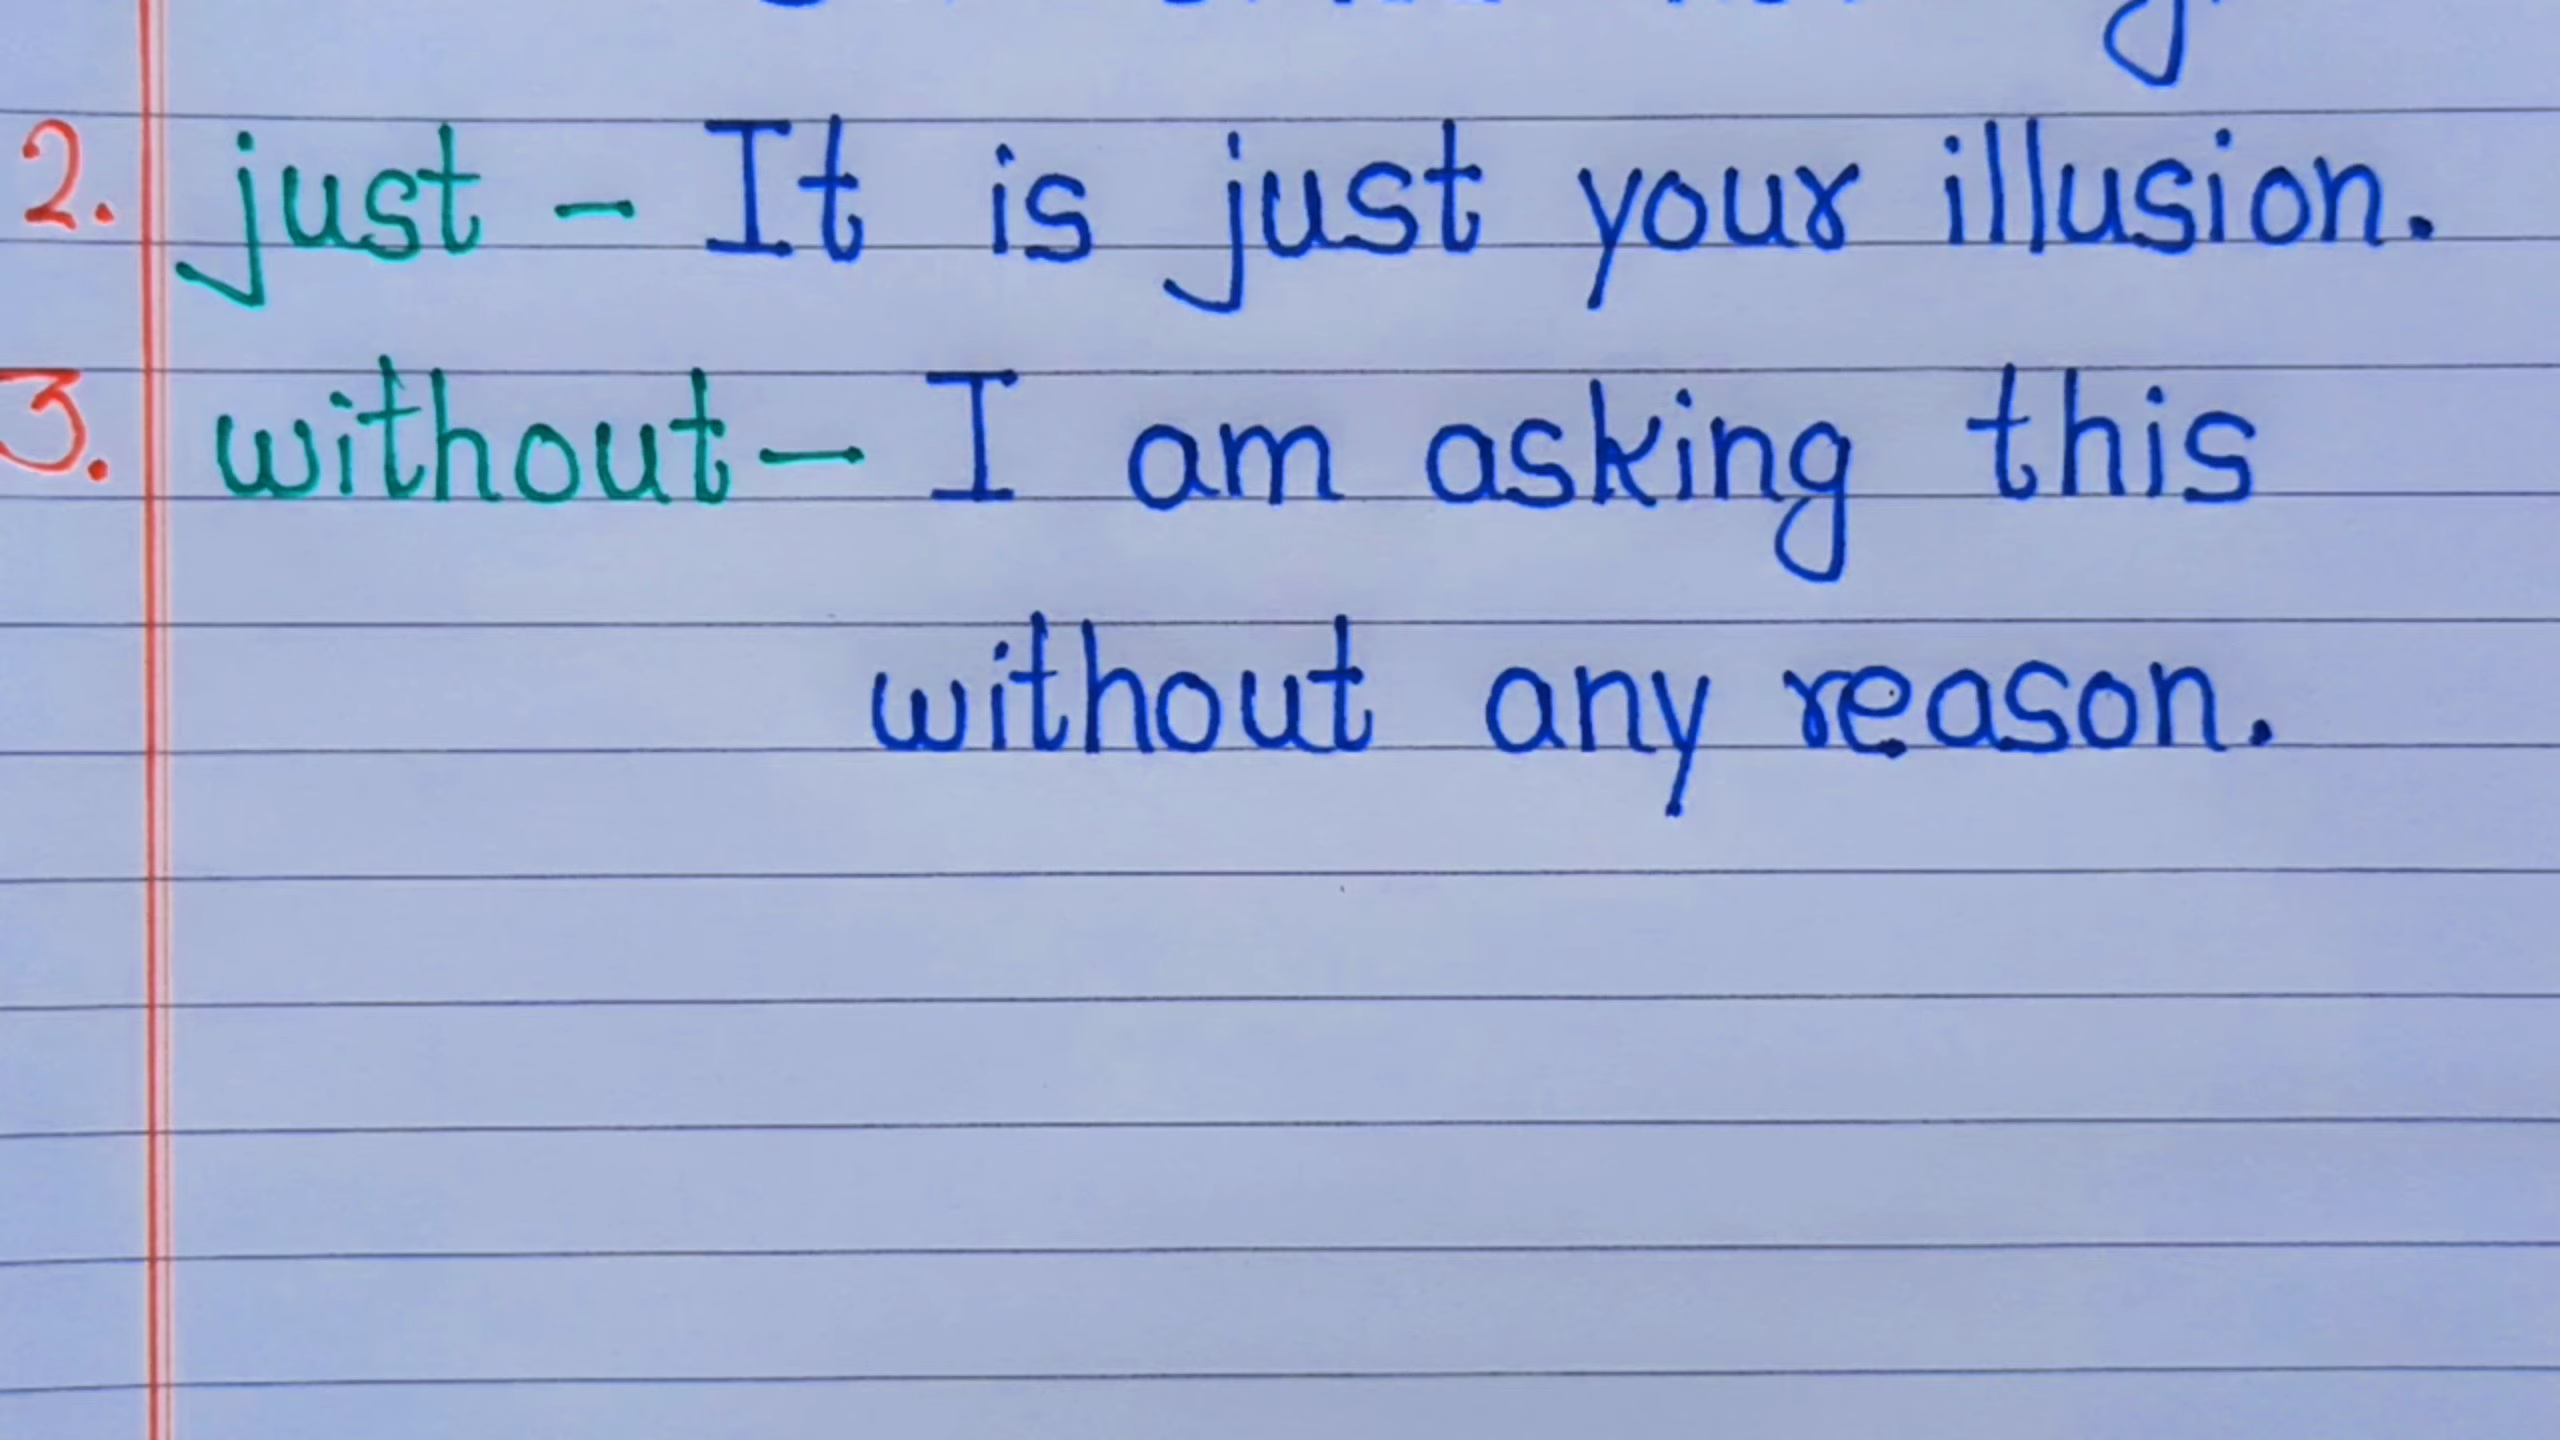 2. just - It is just your illusion.
3. without - I am asking this
without any reason.